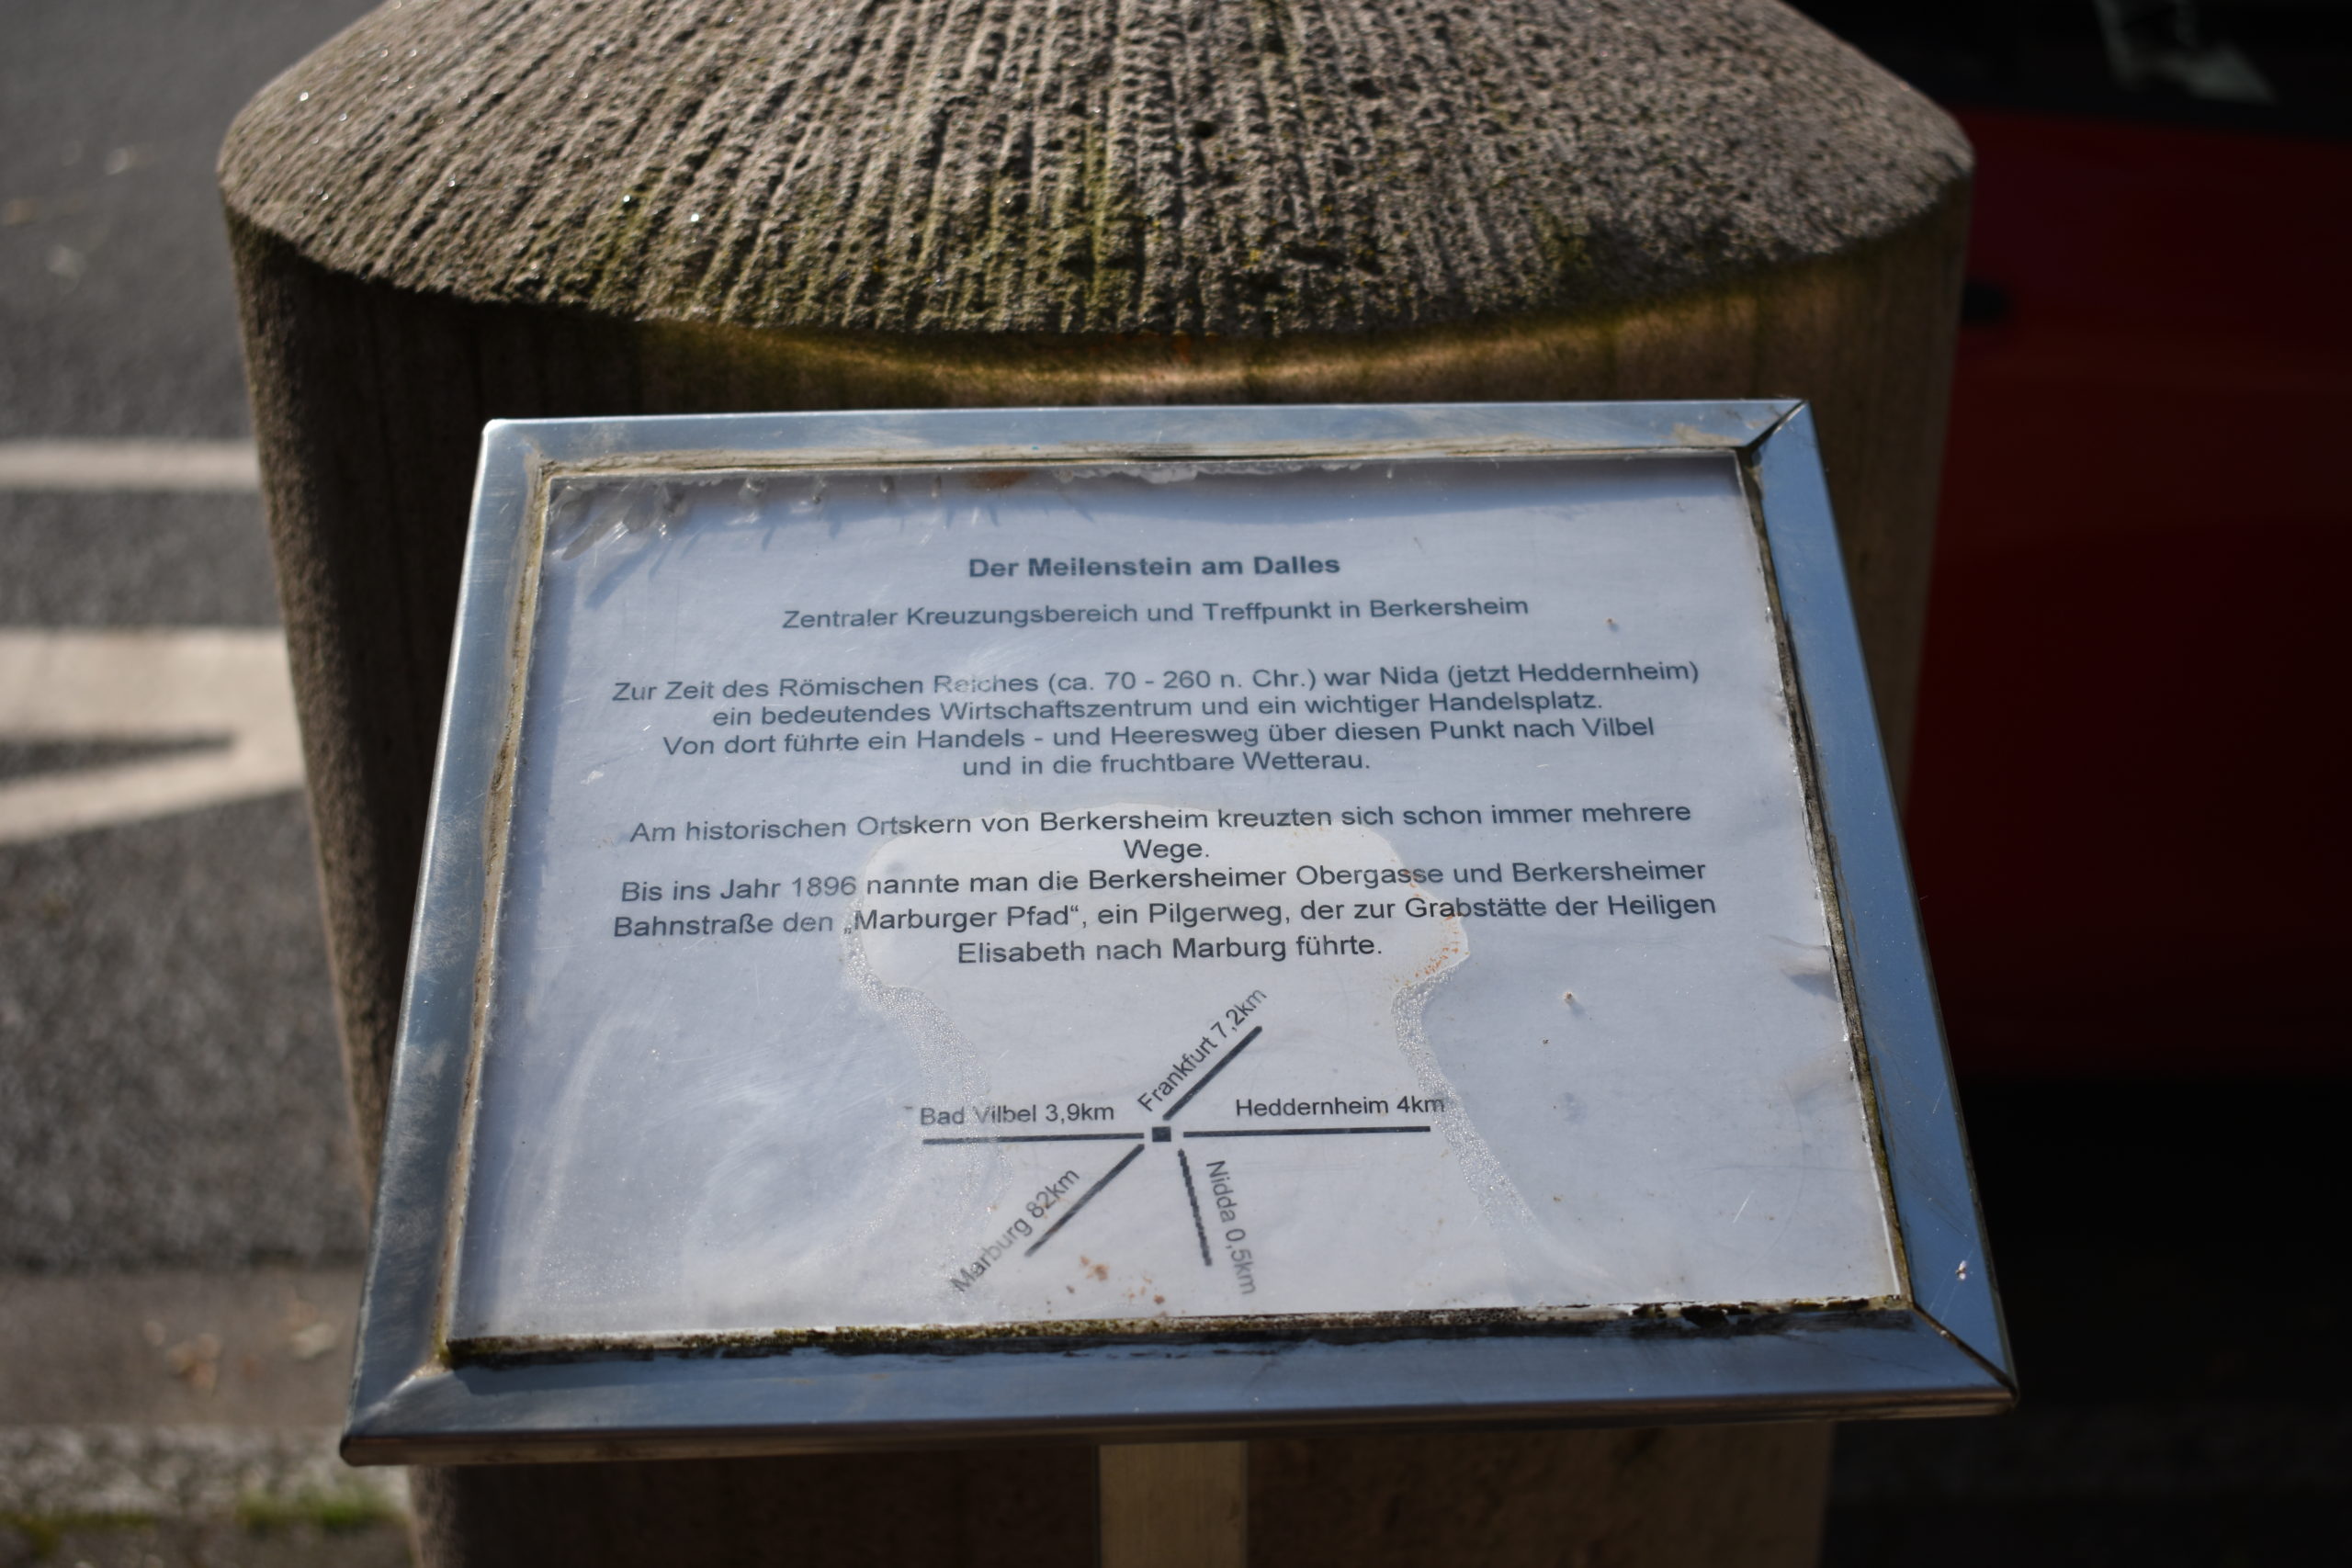 Der Meilenstein am Dalles
Zentraler Kreuzungsbereich und Treffpunkt in Berkersheim
Zur Zeit des Römischen Reiches (ca. 70 - 260 n. Chr.) war Nida (jetzt Heddernheim)
ein bedeutendes Wirtschaftszentrum und ein wichtiger Handelsplatz.
Von dort führte ein Handels - und Heeresweg über diesen Punkt nach Vilbel
und in die fruchtbare Wetterau.
Am historischen Ortskern von Berkersheim kreuzten sich schon immer mehrere
Wege.
Bis ins Jahr 1896 nannte man die Berkersheimer Obergasse und Berkersheimer
Bahnstraße den „Marburger Pfad“, ein Pilgerweg, der zur Grabstätte der Heiligen
Elisabeth nach Marburg führte.
Frankfurt 7,2km
Bad Vilbel 3,9km
Heddernheim 4km
Marburg 82km
Nidda 0,5km